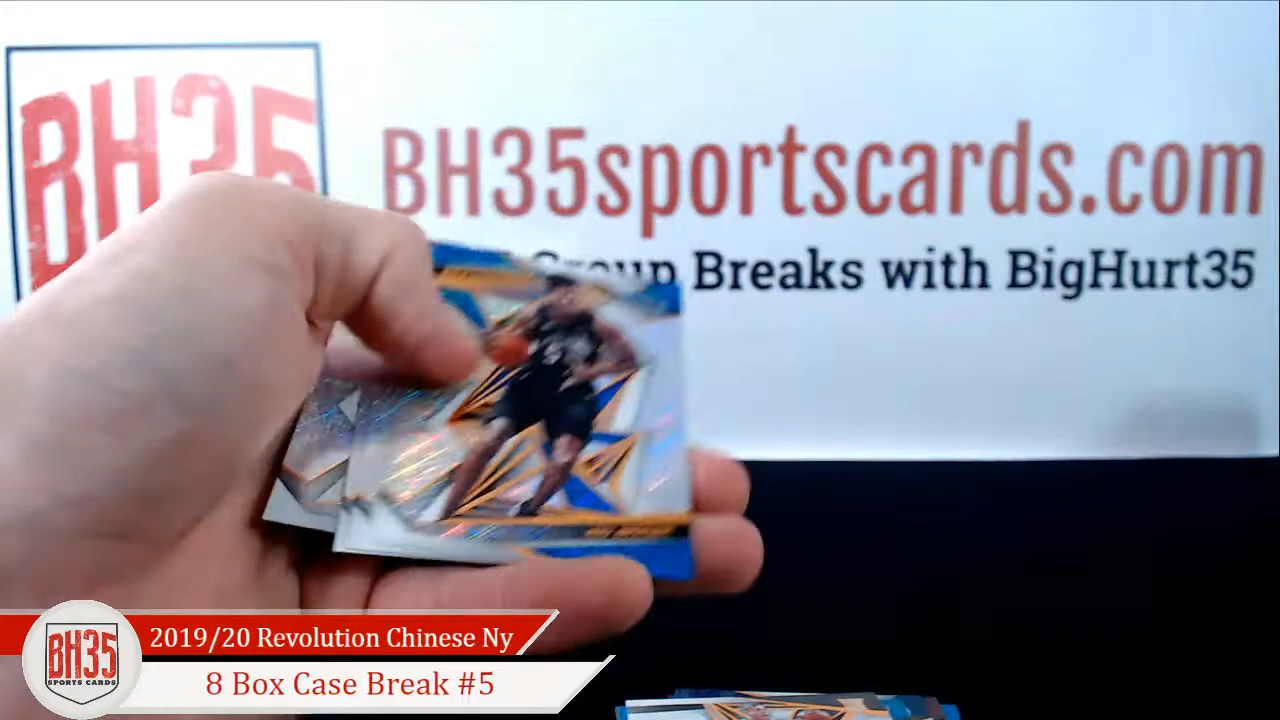 BH35
BH35sportscards.com
Group Breaks with BigHurt35
2019/20 Revolution Chinese Ny
8 Box Case Break #5
BH35
SPORTS CARDS